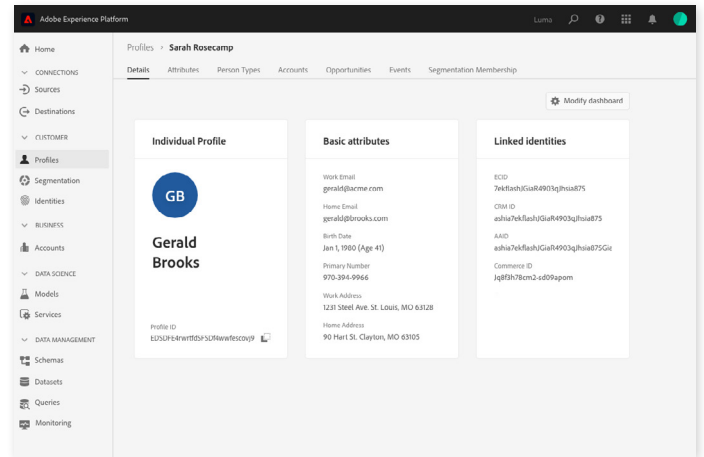 Adobe Experience Platform
Luma
Home
CONNECTIONS
Sources
Destinations
CUSTOMER
Profiles
Segmentation
Identities
BUSINESS
Accounts
DATA SCIENCE
Models
Services
DATA MANAGEMENT
Schemas
Datasets
Queries
Monitoring
Profiles > Sarah Rosecamp
Details Attributes Person Types Accounts Opportunities Events Segmentation Membership
Modify dashboard
Individual Profile
GB
Gerald
Brooks
Profile ID
Basic attributes
Work Email
gerald@acme.com
Home Email
gerald@brooks.com
Birth Date
Jan 1, 1980 (Age 41)
Primary Number
970-394-9966
Work Address
1231 Steel Ave. St. Louis, MO 63128
Home Address
90 Hart St. Clayton, MO 63105
Linked identities
ECID
7ekflashJGiaR4903qJhsia875
CRM ID
ashia7ekflashJGiaR4903qJhsia875
AAID
ashia7ekflashJGiaR4903qJhsia875Gia
Commerce ID
Jq8f3h78cm2-sd09apom